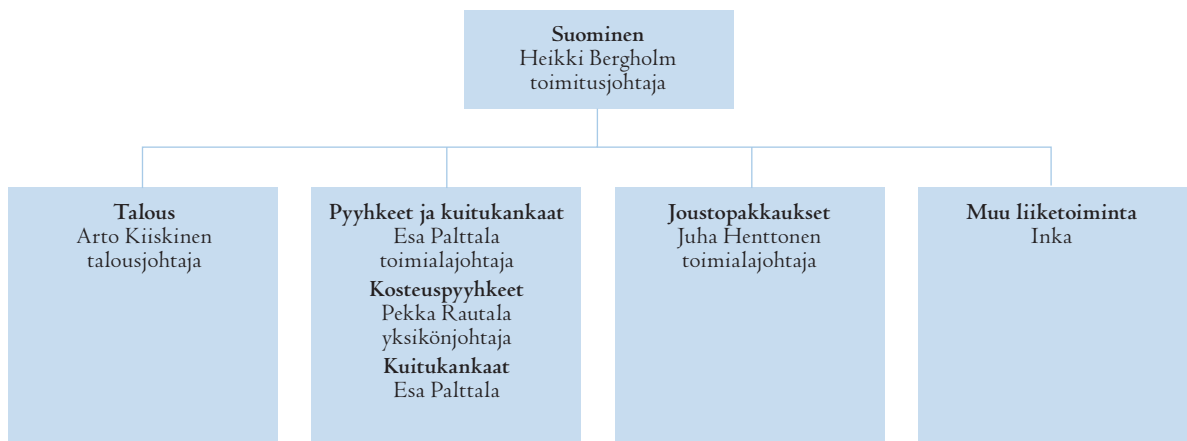 Suominen
Heikki Bergholm
toimitusjohtaja
Talous
Arto Kiiskinen
talousjohtaja
Pyyhkeet ja kuitukankaat
Esa Palttala
toimialajohtaja
Kosteuspyyhkeet
Pekka Rautala
yksikönjohtaja
Kuitukankaat
Esa Palttala
Joustopakkaukset
Juha Henttonen
toimialajohtaja
Muu liiketoiminta
Inka